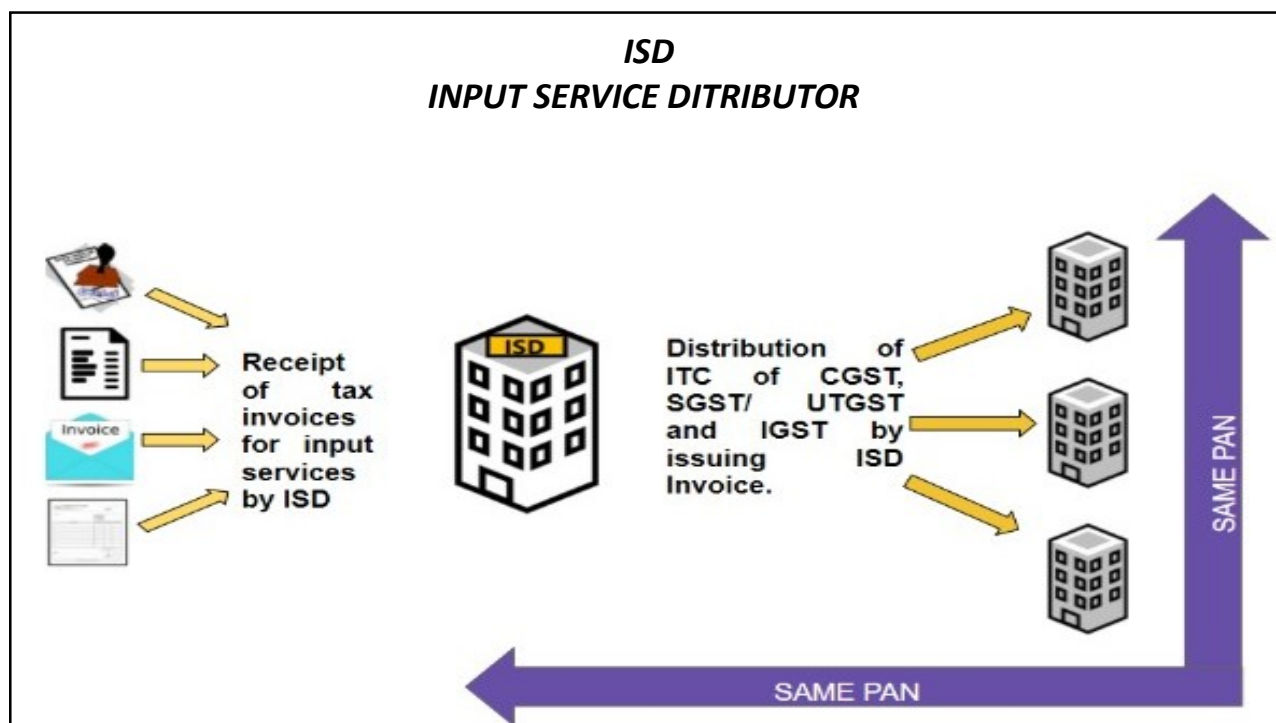 ISD
INPUT SERVICE DITRIBUTOR
Invoice
Receipt
of tax
invoices
for input
services
by ISD
ISD
Distribution of
ITC of CGST,
SGST/ UTGST
and IGST by
issuing ISD
Invoice.
SAME PAN
SAME PAN